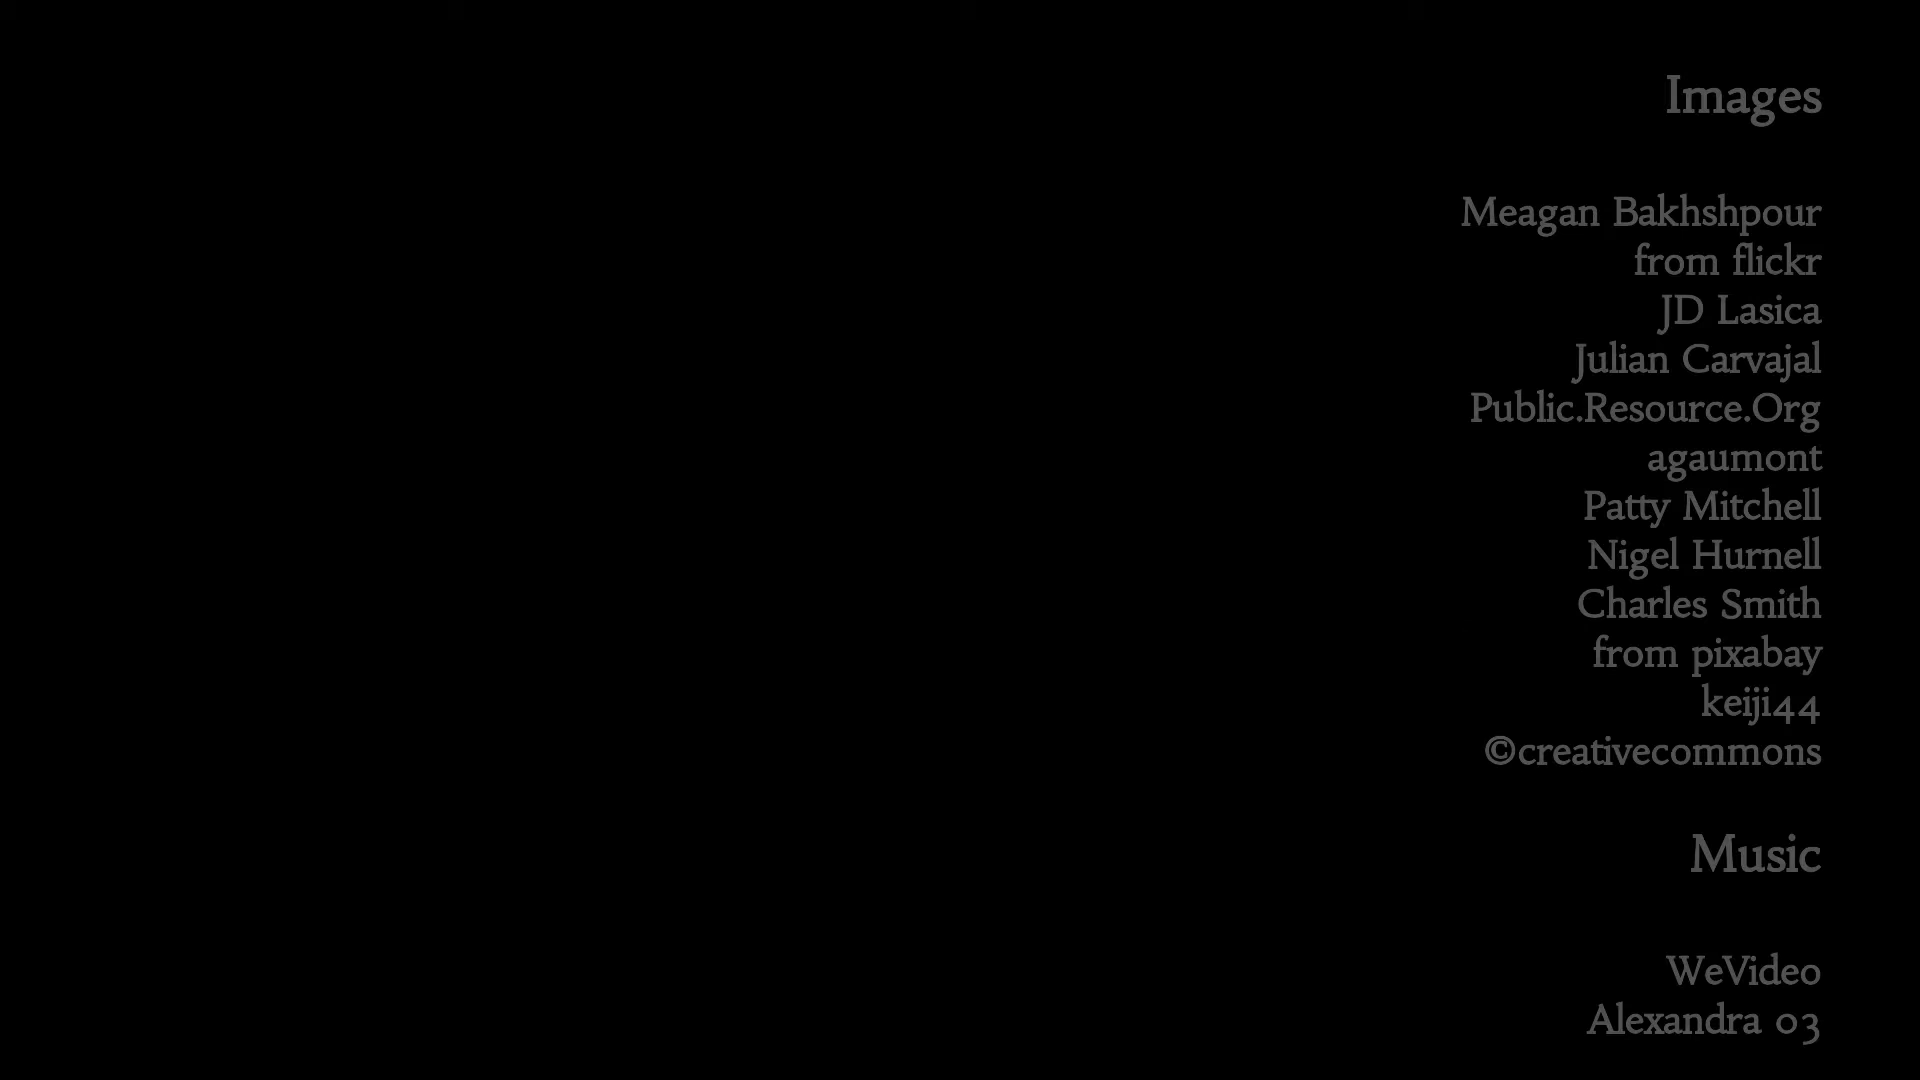 Images
Meagan Bakhshpour
from flickr
JD Lasica
Julian Carvajal
Public.Resource.Org
agaumont
Patty Mitchell
Nigel Hurnell
Charles Smith
from pixabay
keiji44
©creativecommons
Music
WeVideo
Alexandra 03